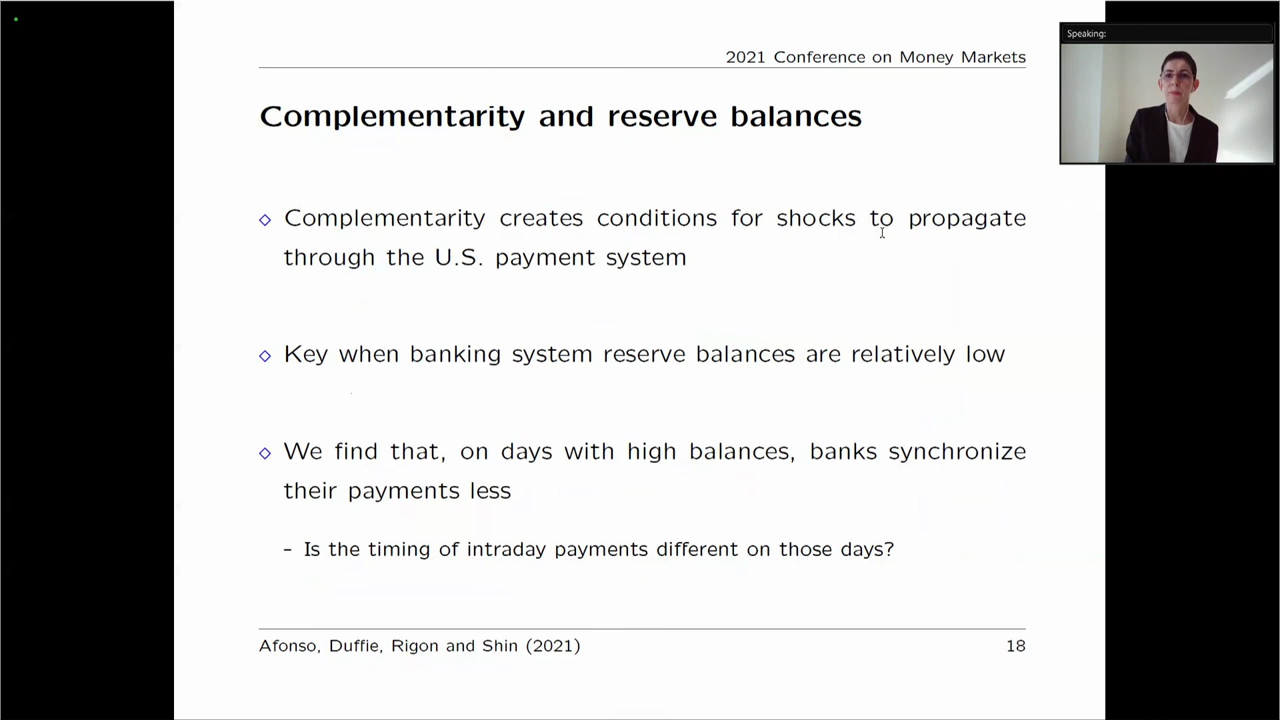 2021 Conference on Money Markets
Speaking:
Complementarity and reserve balances
◇ Complementarity creates conditions for shocks to propagate
through the U.S. payment system
◇ Key when banking system reserve balances are relatively low
◇ We find that, on days with high balances, banks synchronize
their payments less
– Is the timing of intraday payments different on those days?
Afonso, Duffie, Rigon and Shin (2021)
18